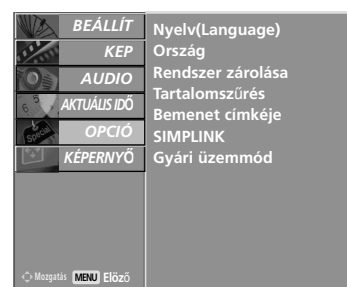 BEÁLLÍT
KEP
AUDIO
AKTUÁLIS IDŐ
OPCIÓ
KÉPERNYŐ
Nyelv(Language)
Ország
Rendszer zárolása
Tartalomszűrés
Bemenet címkéje
SIMPLINK
Gyári üzemmód
Special
Mozgatás MENU Előző